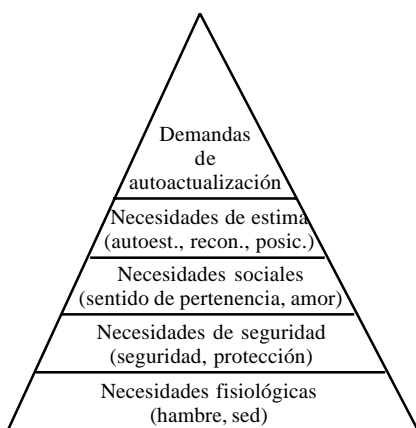 Demandas
de
autoactualización
Necesidades de estima
(autoest., recon., posic.)
Necesidades sociales
(sentido de pertenencia, amor)
Necesidades de seguridad
(seguridad, protección)
Necesidades fisiológicas
(hambre, sed)